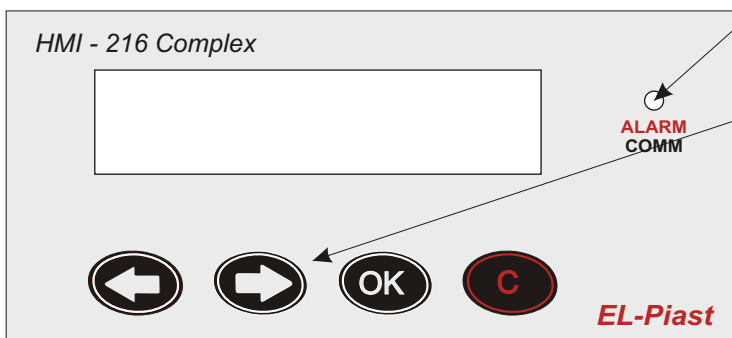 HMI - 216 Complex
ALARM
COMM
OK
C
EL-Piast